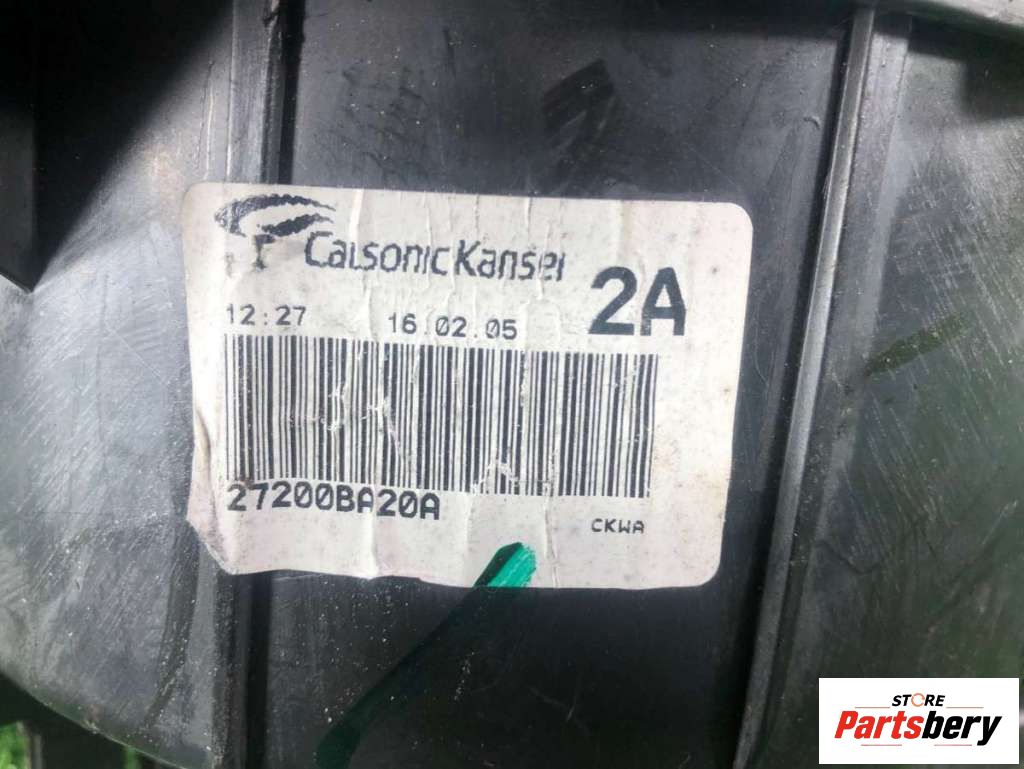 CalsonicKansei
2A
12:27 16.02.05
27200BA20A
CKWA
STORE
Partsbery